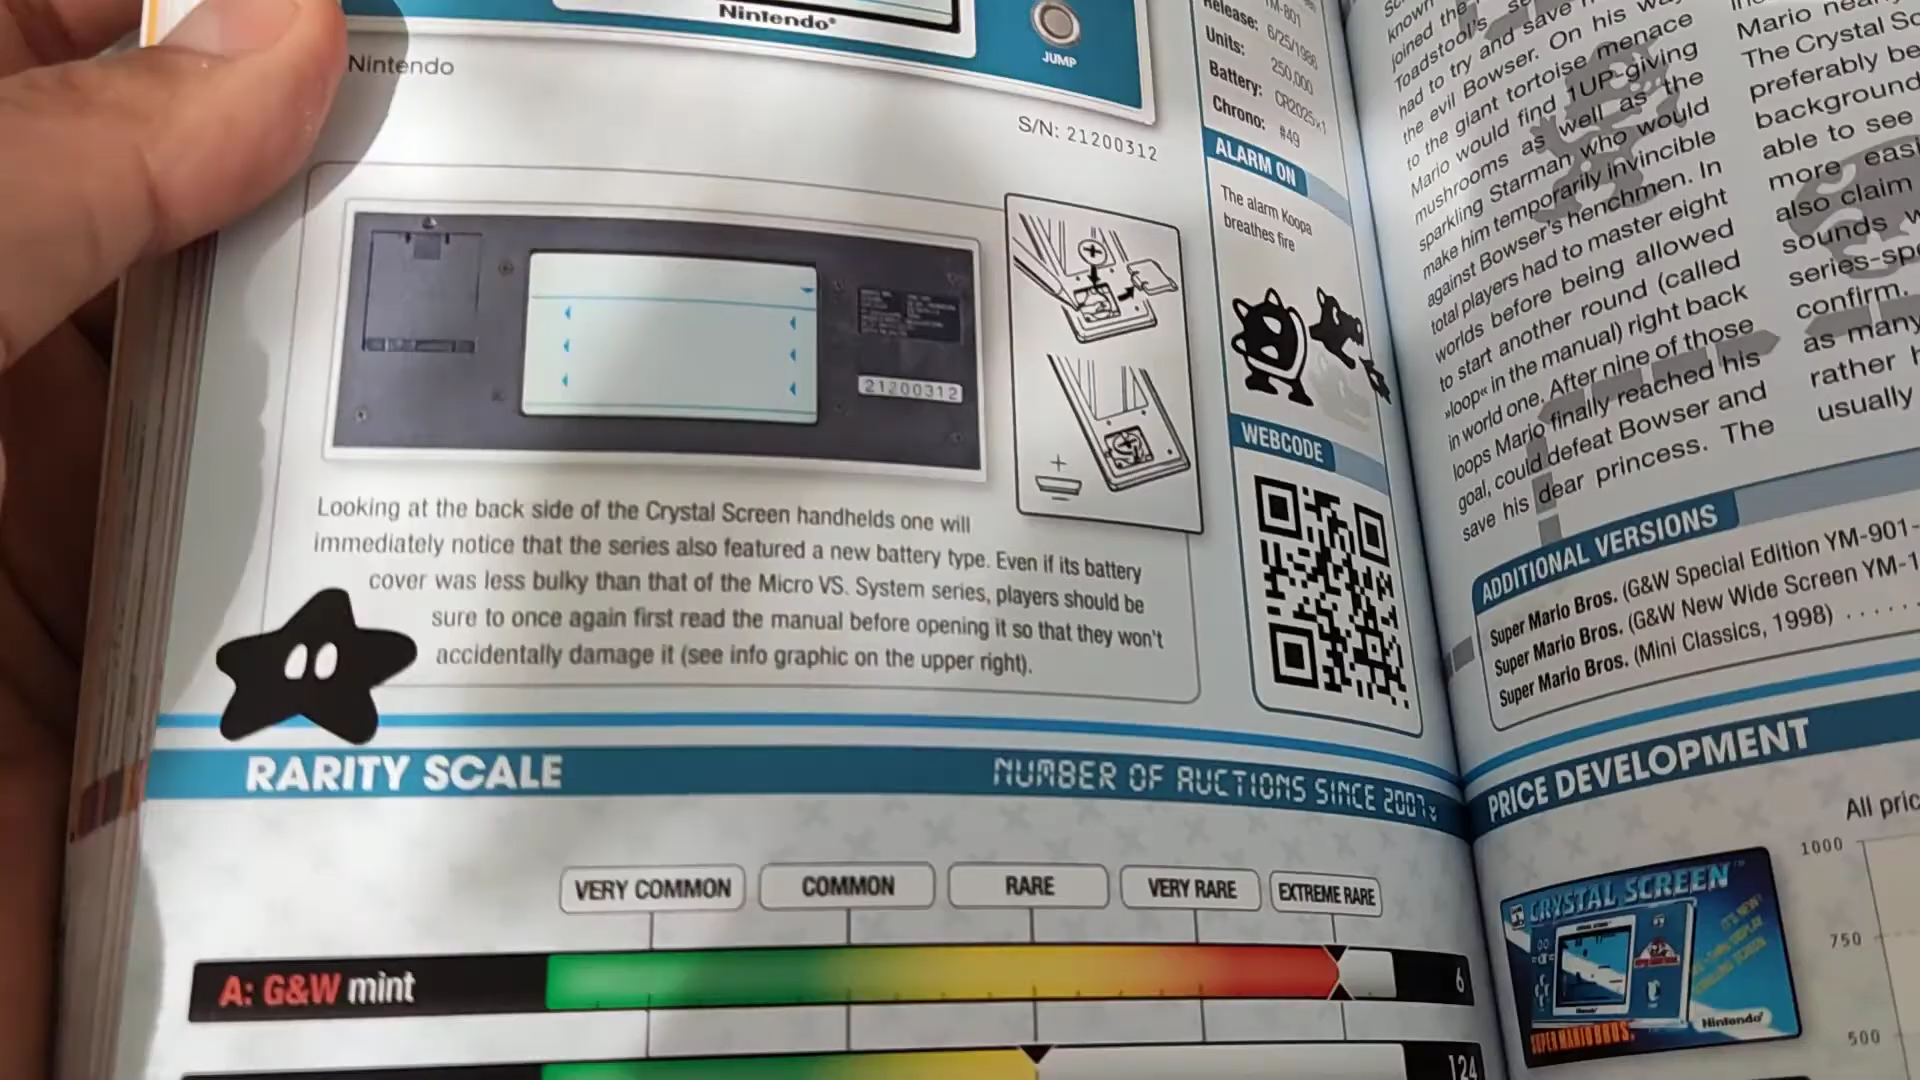 Nintendo®
JUMP
Nintendo
S/N: 21200312
21200312
Looking at the back side of the Crystal Screen handhelds one will
immediately notice that the series also featured a new battery type. Even if its battery
cover was less bulky than that of the Micro VS. System series, players should be
sure to once again first read the manual before opening it so that they won't
accidentally damage it (see info graphic on the upper right).
YM-801
Release: 6/25/1986
Units: 250,000
Battery: CR2025x1
Chrono: #49
ALARM ON
The alarm Koopa
breathes fire
WEBCODE
RARITY SCALE
NUMBER OF AUCTIONS SINCE 2007:
VERY COMMON
COMMON
RARE
VERY RARE
EXTREME RARE
A: G&W mint
6
124
known
joined the
Toadstool's
had to try and save
the evil Bowser. On his
to the giant tortoise menace
Mario would find 1UP-giving
mushrooms as well as the
sparkling Starman who would
make him temporarily invincible
against Bowser's henchmen. In
total players had to master eight
worlds before being allowed
to start another round (called
»loop« in the manual) right back
in world one. After nine of those
loops Mario finally reached his
goal, could defeat Bowser and
save his dear princess. The
Mario
The Crystal
preferably be
background
able to see
more
also claim
sounds
confirm,
as many
rather
usually
ADDITIONAL VERSIONS
Super Mario Bros. (G&W Special Edition YM-901-
Super Mario Bros. (G&W New Wide Screen YM-1
Super Mario Bros. (Mini Classics, 1998) . . . . . .
PRICE DEVELOPMENT
All
1000
750
500
CRYSTAL SCREEN
SUPER MARIO BROS.
Nintendo